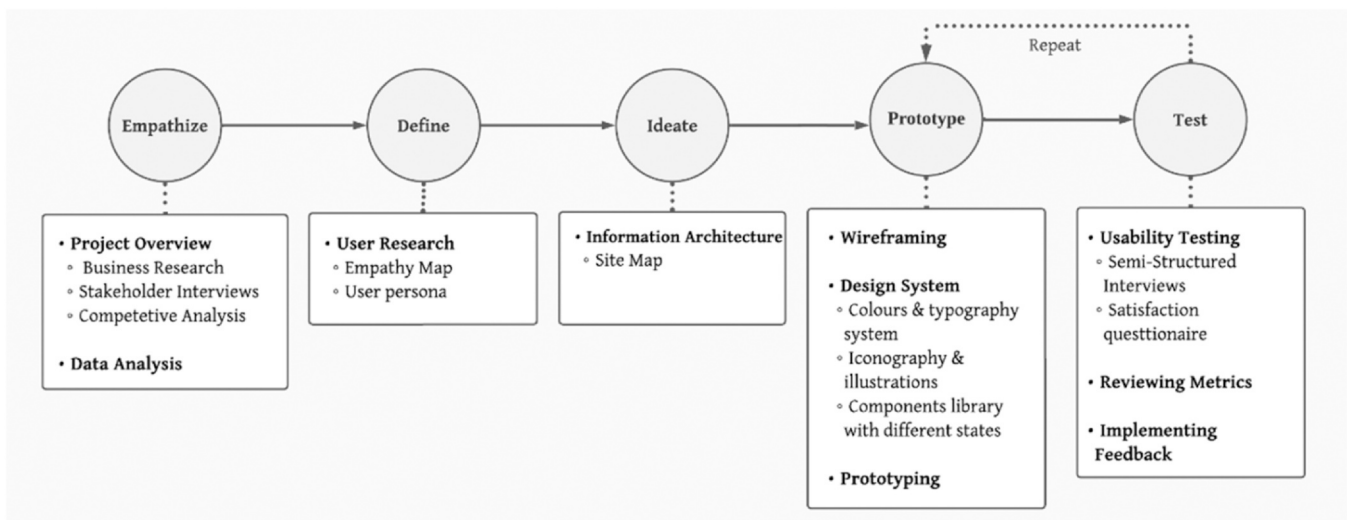 Repeat
Empathize
Define
Ideate
Prototype
Test
• Project Overview
◦ Business Research
◦ Stakeholder Interviews
◦ Competetive Analysis
• Data Analysis
• User Research
◦ Empathy Map
◦ User persona
• Information Architecture
◦ Site Map
• Wireframing
• Design System
◦ Colours & typography
system
◦ Iconography &
illustrations
◦ Components library
with different states
• Prototyping
• Usability Testing
◦ Semi-Structured
Interviews
◦ Satisfaction
questtionaire
• Reviewing Metrics
• Implementing
Feedback